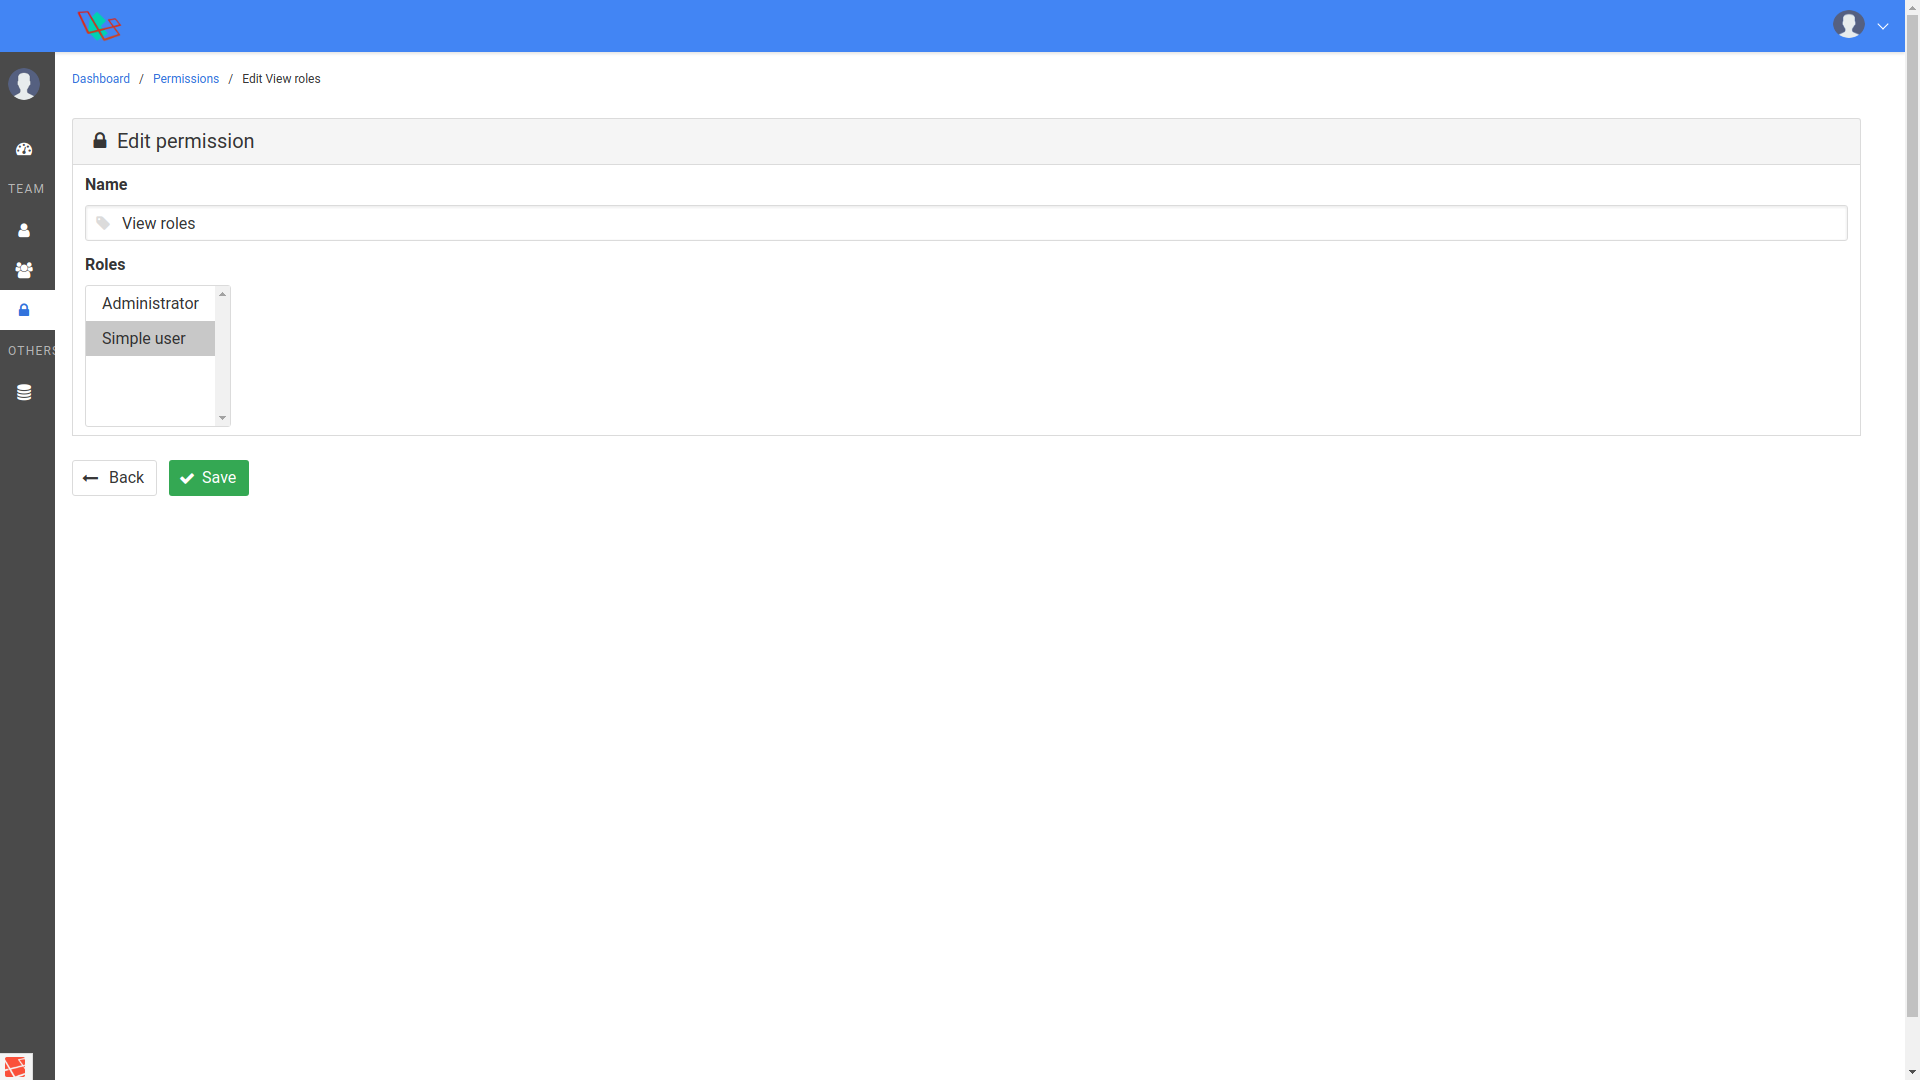 Dashboard / Permissions / Edit View roles
TEAM
OTHERS
Edit permission
Name
View roles
Roles
Administrator
Simple user
Back
Save